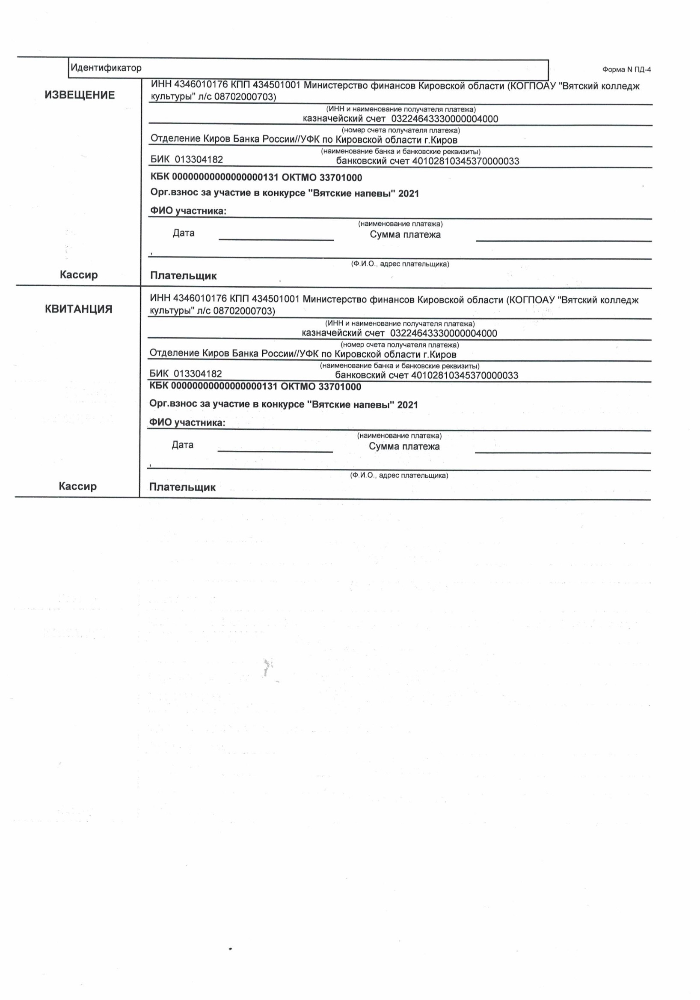 Идентификатор
Форма N ПД-4
ИЗВЕЩЕНИЕ
ИНН 4346010176 КПП 434501001 Министерство финансов Кировской области (КОГПОАУ "Вятский колледж
культуры" л/с 08702000703)
(ИНН и наименование получателя платежа)
казначейский счет 03224643330000004000
(номер счета получателя платежа)
Отделение Киров Банка России//УФК по Кировской области г.Киров
(наименование банка и банковские реквизиты)
БИК 013304182 банковский счет 40102810345370000033
КБК 00000000000000000131 ОКТМО 33701000
Орг.взнос за участие в конкурсе "Вятские напевы" 2021
ФИО участника:
(наименование платежа)
Дата Сумма платежа
,
(Ф.И.О., адрес плательщика)
Кассир Плательщик
КВИТАНЦИЯ
ИНН 4346010176 КПП 434501001 Министерство финансов Кировской области (КОГПОАУ "Вятский колледж
культуры" л/с 08702000703)
(ИНН и наименование получателя платежа)
казначейский счет 03224643330000004000
(номер счета получателя платежа)
Отделение Киров Банка России//УФК по Кировской области г.Киров
(наименование банка и банковские реквизиты)
БИК 013304182 банковский счет 40102810345370000033
КБК 00000000000000000131 ОКТМО 33701000
Орг.взнос за участие в конкурсе "Вятские напевы" 2021
ФИО участника:
(наименование платежа)
Дата Сумма платежа
,
(Ф.И.О., адрес плательщика)
Кассир Плательщик